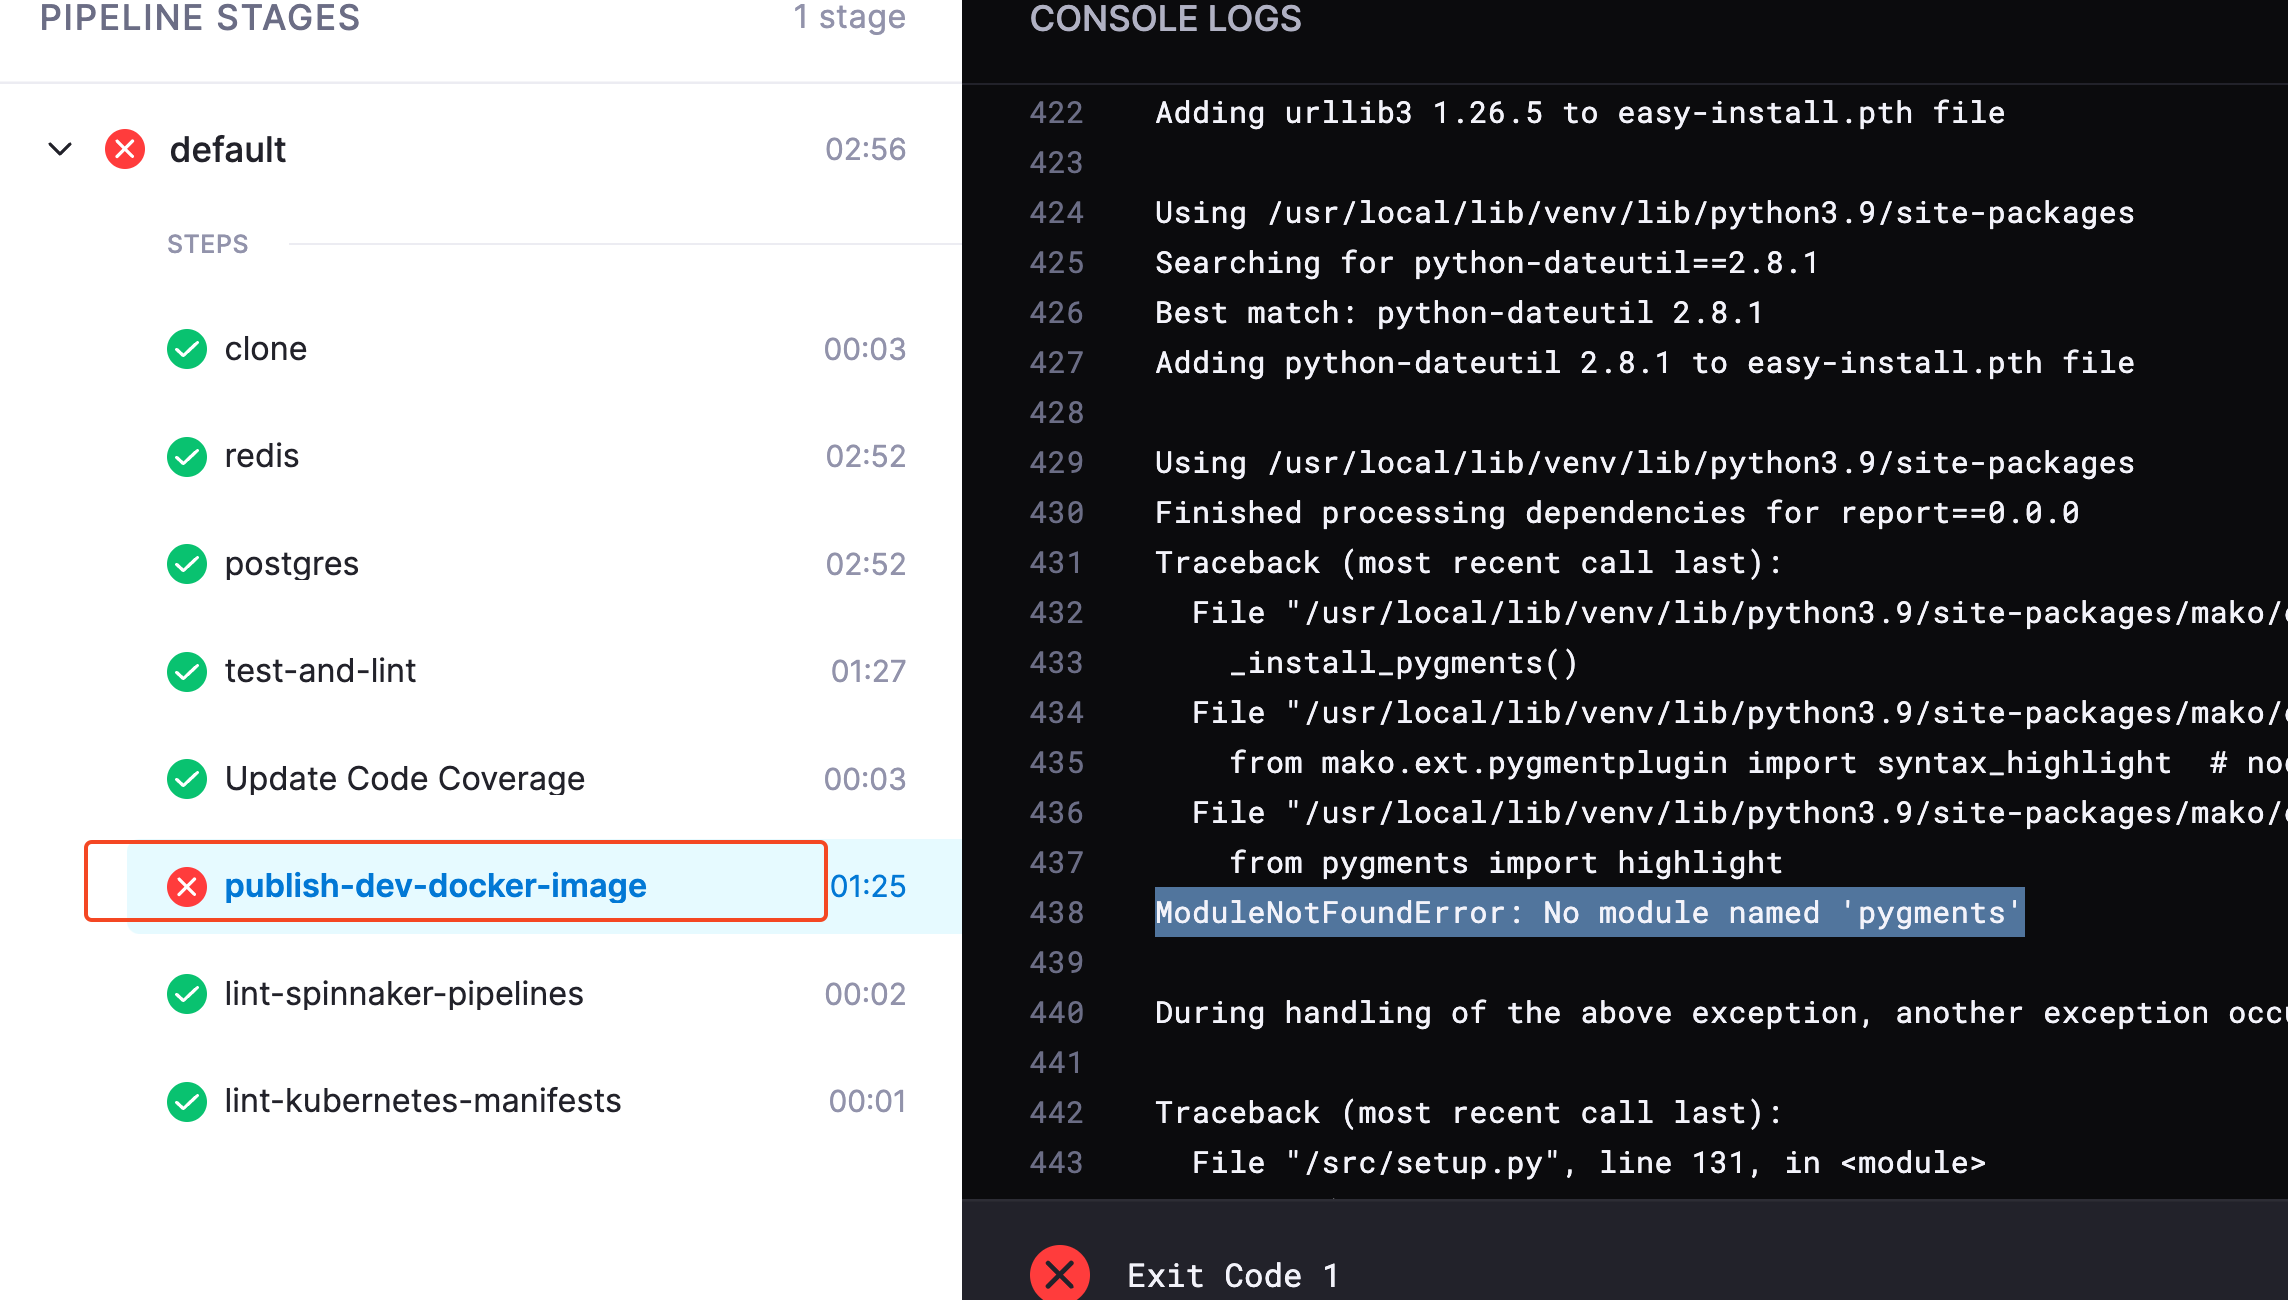 PIPELINE STAGES
1 stage
default
02:56
STEPS
clone
00:03
redis
02:52
postgres
02:52
test-and-lint
01:27
Update Code Coverage
00:03
publish-dev-docker-image
01:25
lint-spinnaker-pipelines
00:02
lint-kubernetes-manifests
00:01
CONSOLE LOGS
422 Adding urllib3 1.26.5 to easy-install.pth file
423
424 Using /usr/local/lib/venv/lib/python3.9/site-packages
425 Searching for python-dateutil==2.8.1
426 Best match: python-dateutil 2.8.1
427 Adding python-dateutil 2.8.1 to easy-install.pth file
428
429 Using /usr/local/lib/venv/lib/python3.9/site-packages
430 Finished processing dependencies for report==0.0.0
431 Traceback (most recent call last):
432 File "/usr/local/lib/venv/lib/python3.9/site-packages/mako/
433 _install_pygments()
434 File "/usr/local/lib/venv/lib/python3.9/site-packages/mako/
435 from mako.ext.pygmentplugin import syntax_highlight # no
436 File "/usr/local/lib/venv/lib/python3.9/site-packages/mako/
437 from pygments import highlight
438 ModuleNotFoundError: No module named 'pygments'
439
440 During handling of the above exception, another exception occ
441
442 Traceback (most recent call last):
443 File "/src/setup.py", line 131, in <module>
Exit Code 1